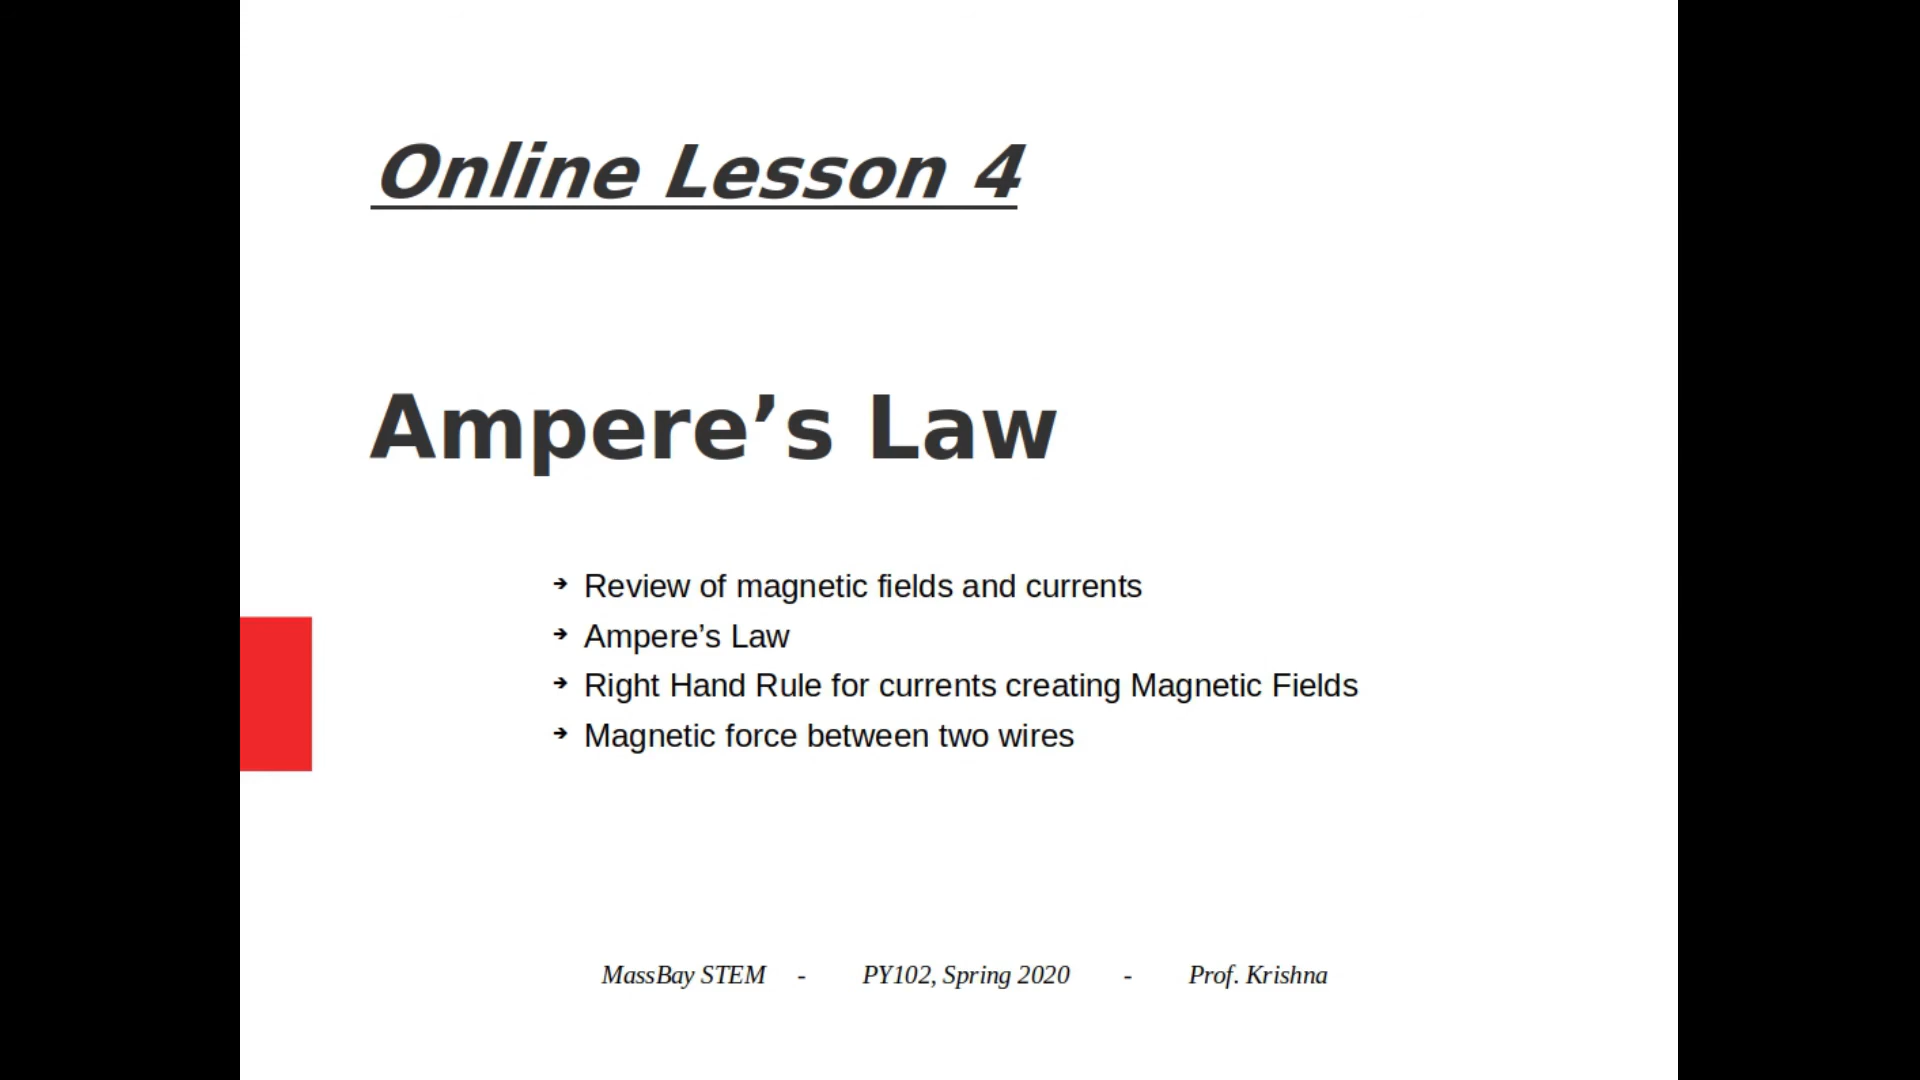 Online Lesson 4
Ampere’s Law
➔ Review of magnetic fields and currents
➔ Ampere’s Law
➔ Right Hand Rule for currents creating Magnetic Fields
➔ Magnetic force between two wires
MassBay STEM - PY102, Spring 2020 - Prof. Krishna